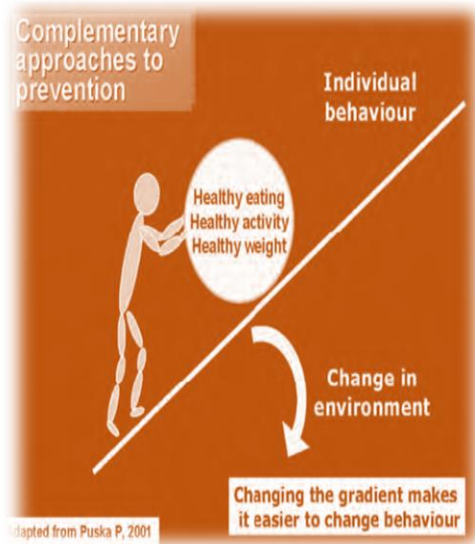 Complementary
approaches to
prevention
Individual
behaviour
Healthy eating
Healthy activity
Healthy weight
Change in
environment
Changing the gradient makes
it easier to change behaviour
Adapted from Puska P, 2001